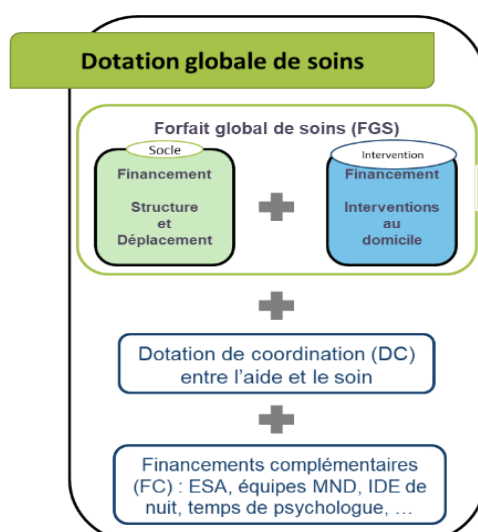 Dotation globale de soins
Forfait global de soins (FGS)
Socle
Financement
Structure
et
Déplacement
Intervention
Financement
Interventions
au
domicile
Dotation de coordination (DC)
entre l'aide et le soin
Financements complémentaires
(FC) : ESA, équipes MND, IDE de
nuit, temps de psychologue, …